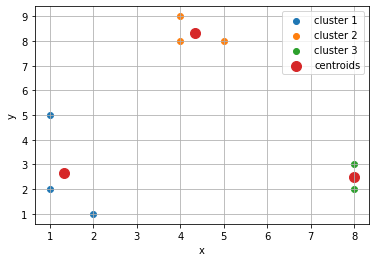 cluster 1
cluster 2
cluster 3
centroids
9
8
7
6
5
4
3
2
1
y
1 2 3 4 5 6 7 8
x